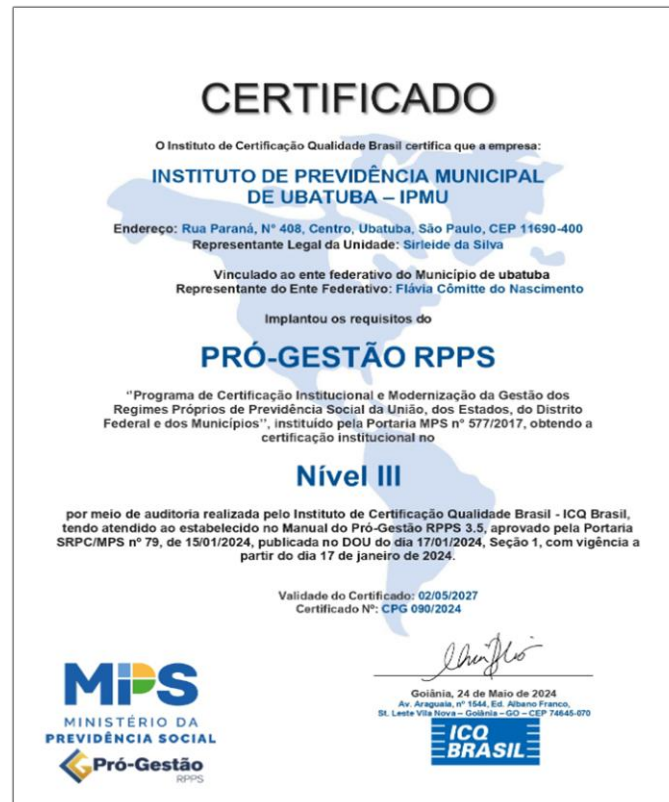 CERTIFICADO
O Instituto de Certificação Qualidade Brasil certifica que a empresa:
INSTITUTO DE PREVIDÊNCIA MUNICIPAL
DE UBATUBA – IPMU
Endereço: Rua Paraná, N° 408, Centro, Ubatuba, São Paulo, CEP 11690-400
Representante Legal da Unidade: Sirleide da Silva
Vinculado ao ente federativo do Município de ubatuba
Representante do Ente Federativo: Flávia Cômitte do Nascimento
Implantou os requisitos do
PRÓ-GESTÃO RPPS
‘‘Programa de Certificação Institucional e Modernização da Gestão dos
Regimes Próprios de Previdência Social da União, dos Estados, do Distrito
Federal e dos Municípios’’, instituído pela Portaria MPS nº 577/2017, obtendo a
certificação institucional no
Nível III
por meio de auditoria realizada pelo Instituto de Certificação Qualidade Brasil - ICQ Brasil,
tendo atendido ao estabelecido no Manual do Pró-Gestão RPPS 3.5, aprovado pela Portaria
SRPC/MPS nº 79, de 15/01/2024, publicada no DOU do dia 17/01/2024, Seção 1, com vigência a
partir do dia 17 de janeiro de 2024.
Validade do Certificado: 02/05/2027
Certificado Nº: CPG 090/2024
Goiânia, 24 de Maio de 2024
Av. Araguaia, nº 1544, Ed. Albano Franco,
St. Leste Vila Nova – Goiânia – GO – CEP 74645-070
ICQ
BRASIL
MPS
MINISTÉRIO DA
PREVIDÊNCIA SOCIAL
Pró-Gestão
RPPS